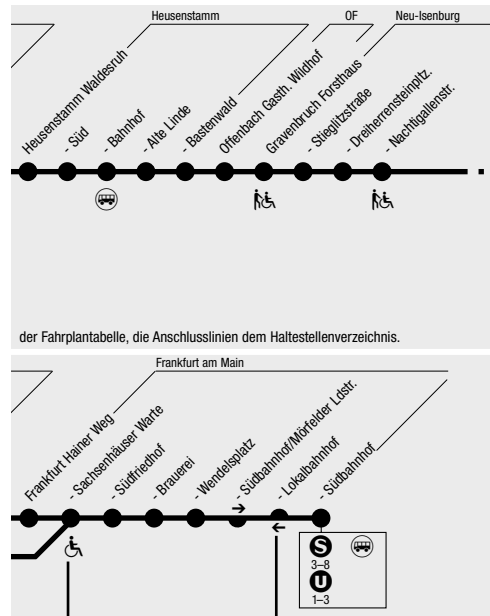 Heusenstamm
OF
Neu-Isenburg
Heusenstamm Waldesruh
- Süd
- Bahnhof
- Alte Linde
- Bastenwald
Offenbach Gasth. Wildhof
Gravenbruch Forsthaus
- Stieglitzstraße
- Dreiherrensteinpltz.
- Nachtigallenstr.
der Fahrplantabelle, die Anschlusslinien dem Haltestellenverzeichnis.
Frankfurt am Main
Frankfurt Hainer Weg
- Sachsenhäuser Warte
- Südfriedhof
- Brauerei
- Wendelsplatz
- Südbahnhof/Mörfelder Ldstr.
- Lokalbahnhof
- Südbahnhof
S
3–8
U
1–3